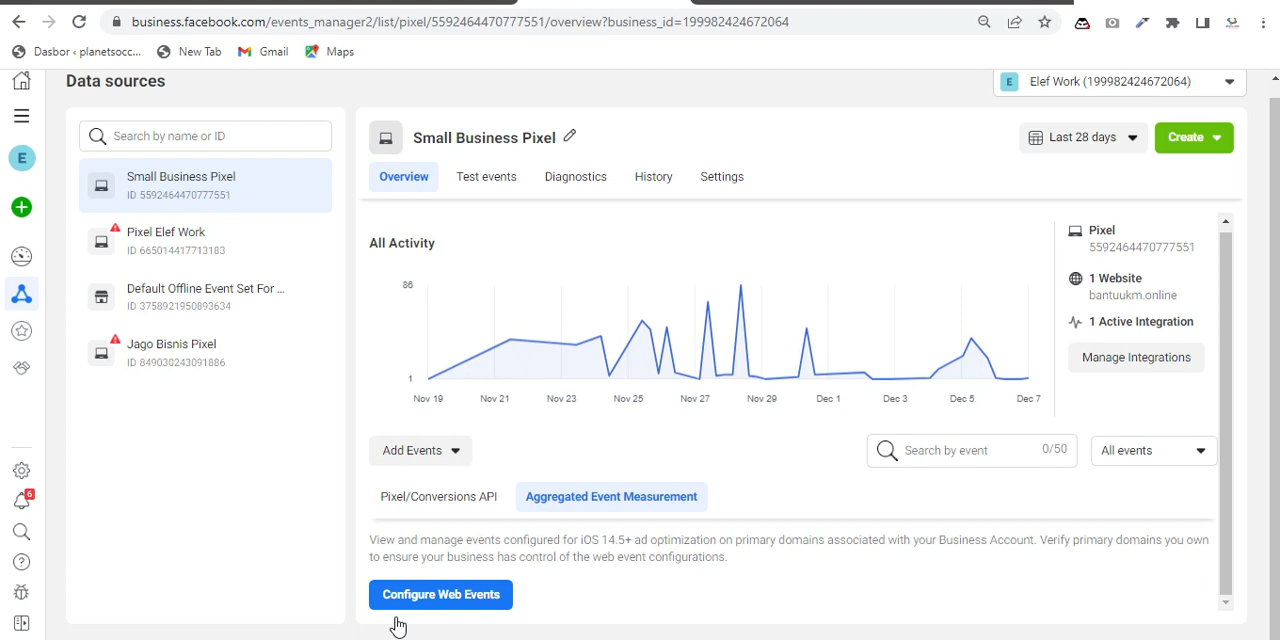 business.facebook.com/events_manager2/list/pixel/5592464470777551/overview?business_id=199982424672064
Dasbor ‹ planetsocc...
New Tab
Gmail
Maps
Data sources
E
Elef Work (199982424672064)
E
Search by name or ID
Small Business Pixel
ID 5592464470777551
Pixel Elef Work
ID 665014417713183
Default Offline Event Set For ...
ID 3758921950893634
Jago Bisnis Pixel
ID 849030243091886
6
Small Business Pixel
Last 28 days
Create
Overview
Test events
Diagnostics
History
Settings
All Activity
86
1
Nov 19
Nov 21
Nov 23
Nov 25
Nov 27
Nov 29
Dec 1
Dec 3
Dec 5
Dec 7
Pixel
5592464470777551
1 Website
bantuukm.online
1 Active Integration
Manage Integrations
Add Events
Search by event
0/50
All events
Pixel/Conversions API
Aggregated Event Measurement
View and manage events configured for iOS 14.5+ ad optimization on primary domains associated with your Business Account. Verify primary domains you own
to ensure your business has control of the web event configurations.
Configure Web Events